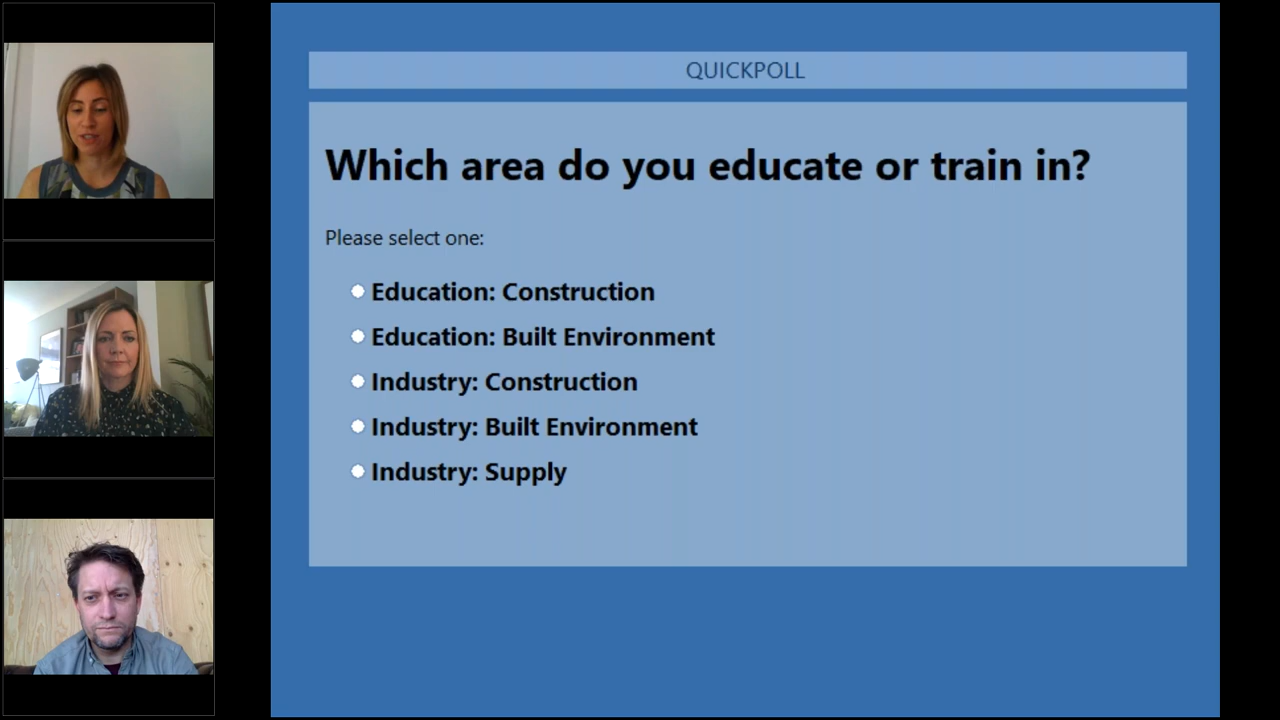 QUICKPOLL
Which area do you educate or train in?
Please select one:
Education: Construction
Education: Built Environment
Industry: Construction
Industry: Built Environment
Industry: Supply